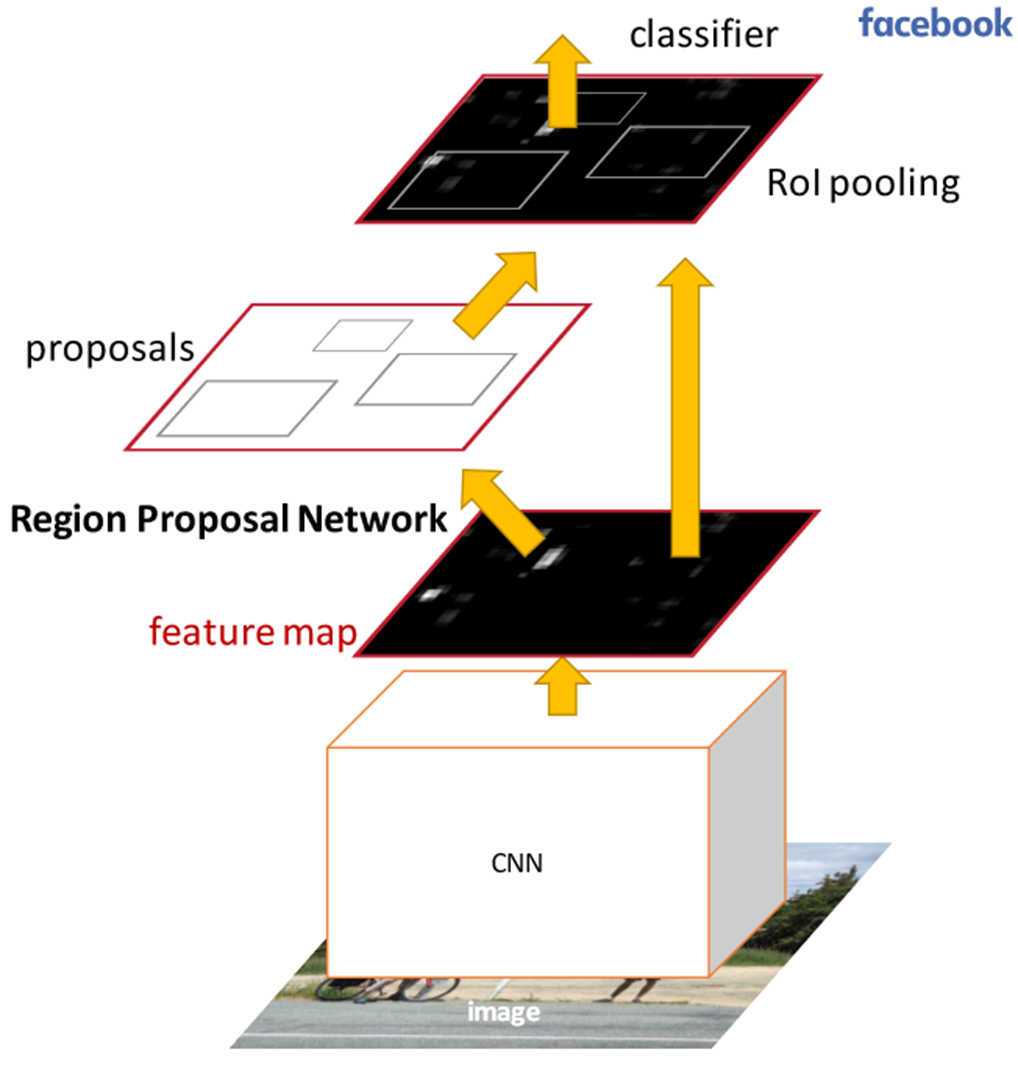 classifier
facebook
RoI pooling
proposals
Region Proposal Network
feature map
CNN
image